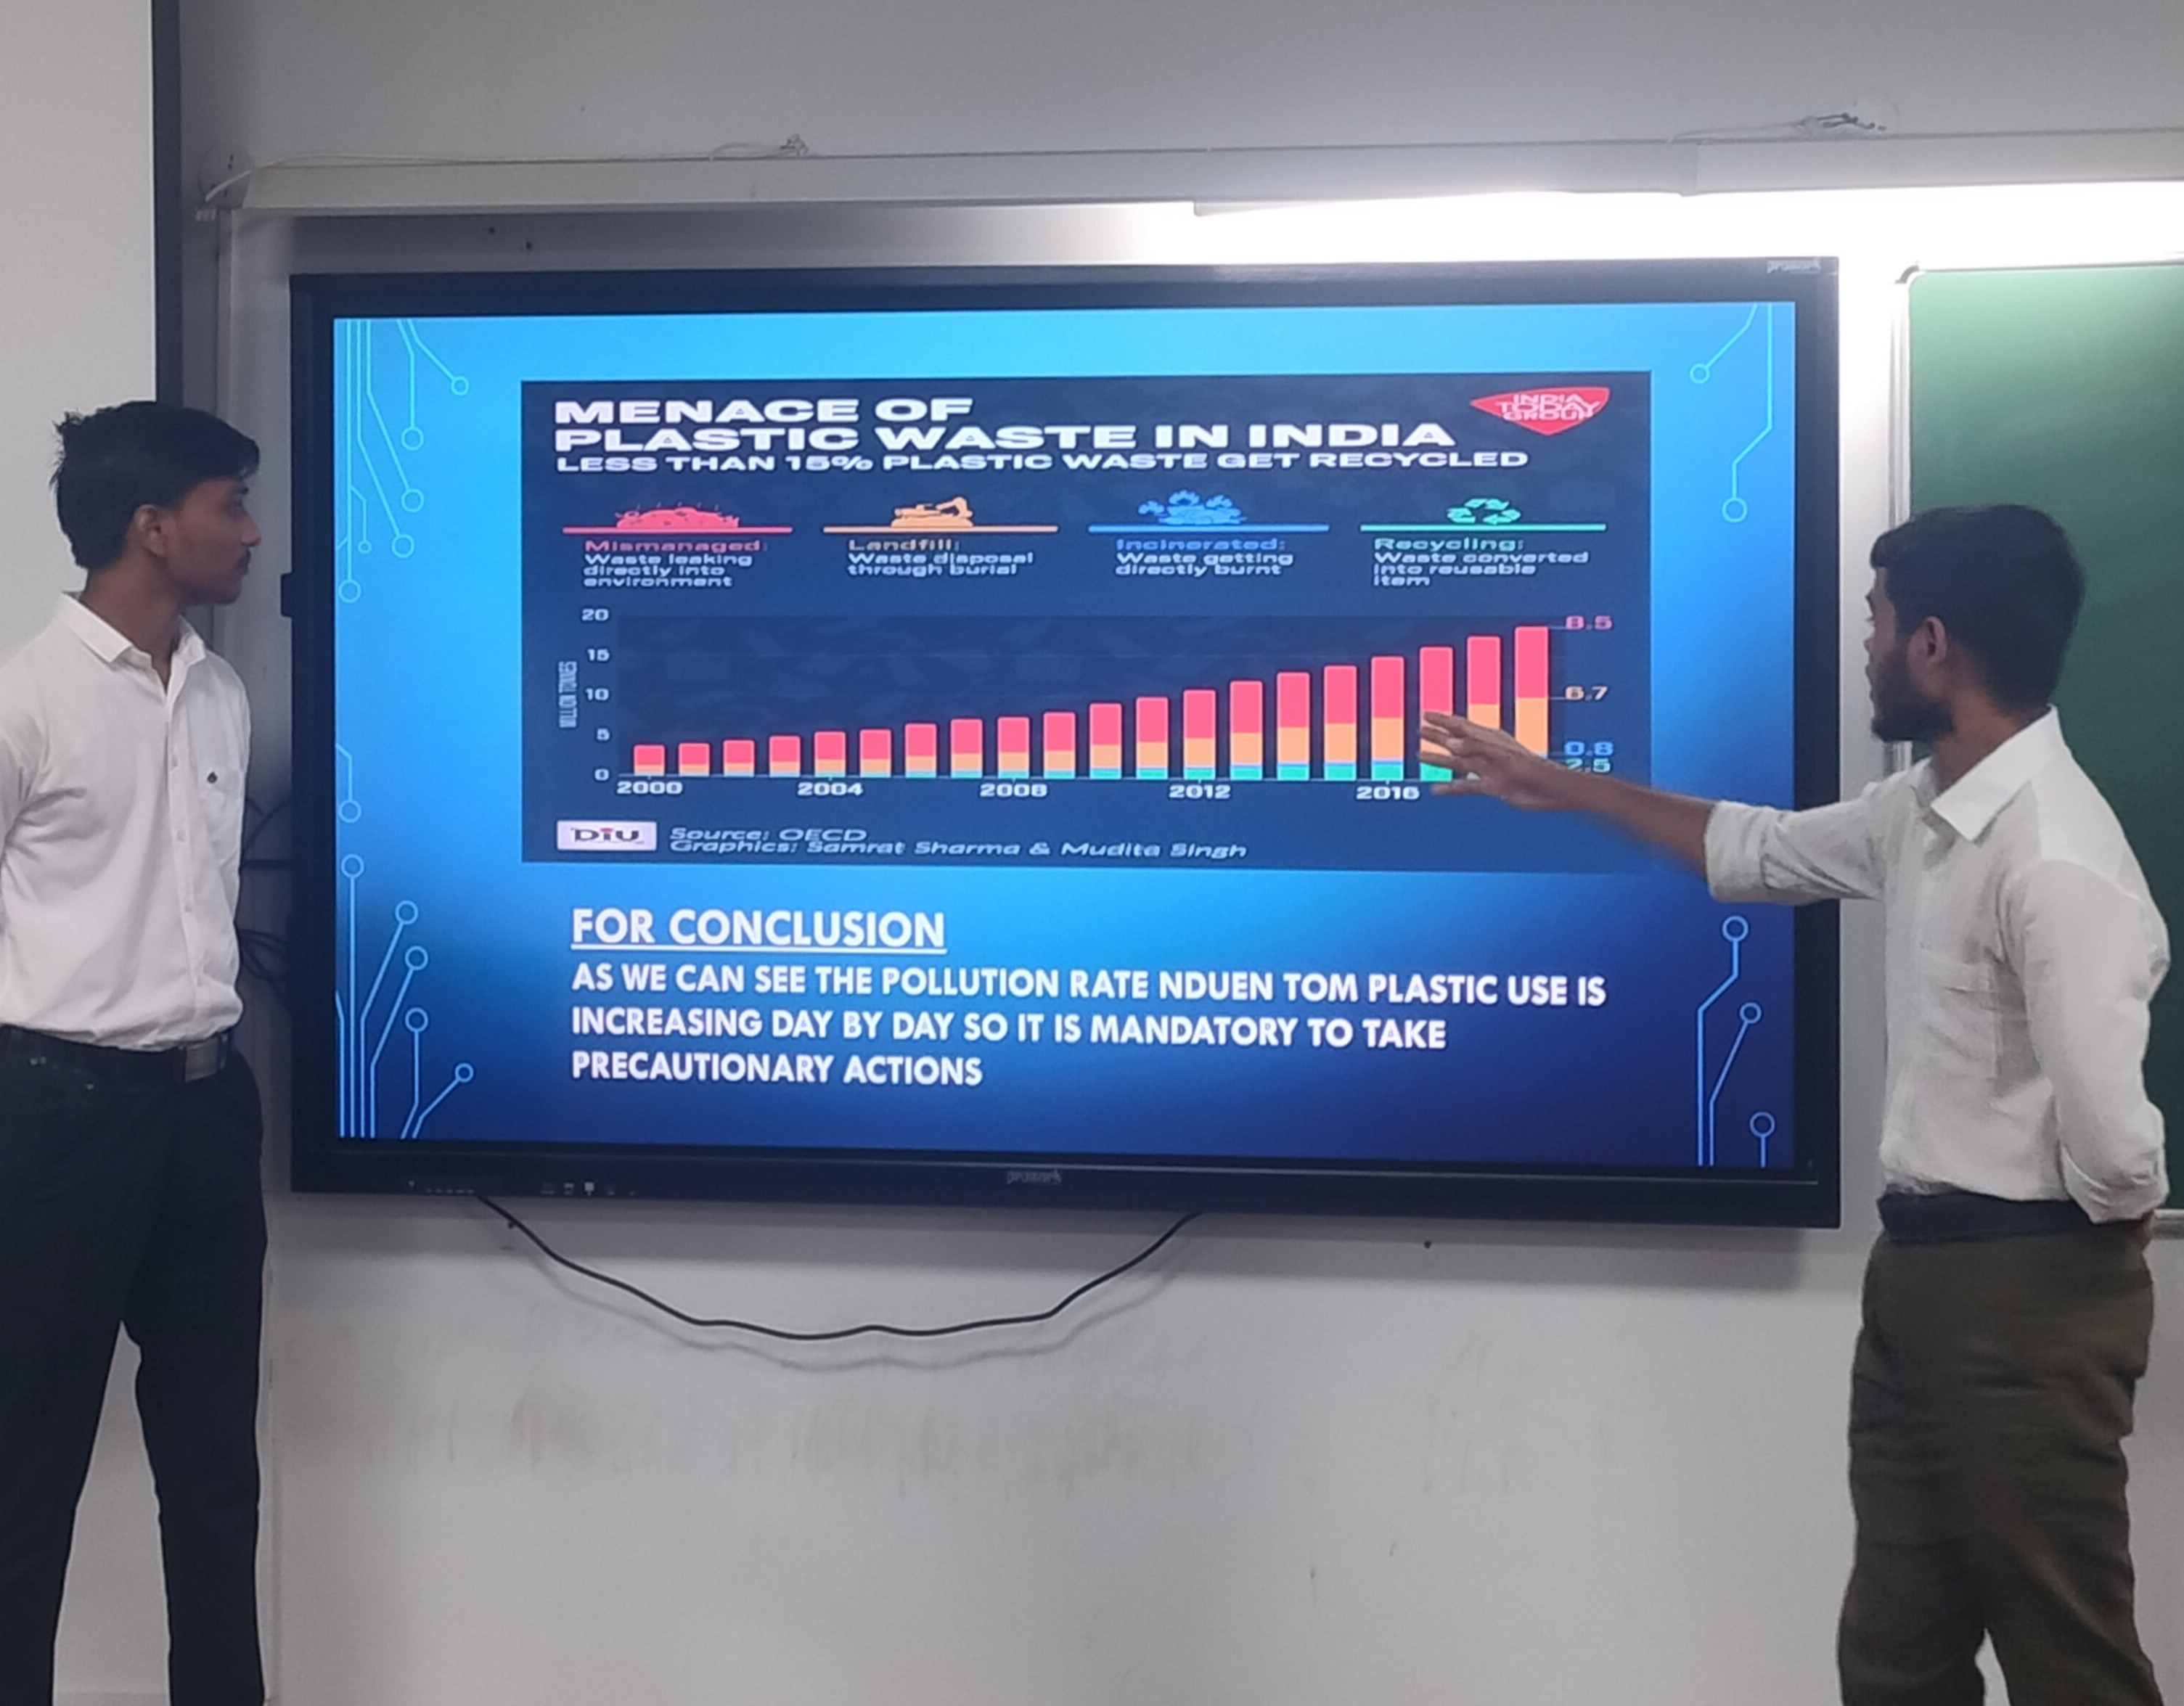 MENACE OF
PLASTIC WASTE IN INDIA
LESS THAN 15% PLASTIC WASTE GET RECYCLED
INDIA
TODAY
GROUP
Mismanaged:
Waste leaking
directly into
environment
Landfill:
Waste disposal
through burial
Incinerated:
Waste getting
directly burnt
Recycling:
Waste converted
into reusable
item
MILLION TONNES
20
15
10
5
0
8.5
6.7
0.8
2.5
2000 2004 2008 2012 2016
DIU
Source: OECD
Graphics: Samrat Sharma & Mudita Singh
FOR CONCLUSION
AS WE CAN SEE THE POLLUTION RATE NDUEN TOM PLASTIC USE IS
INCREASING DAY BY DAY SO IT IS MANDATORY TO TAKE
PRECAUTIONARY ACTIONS